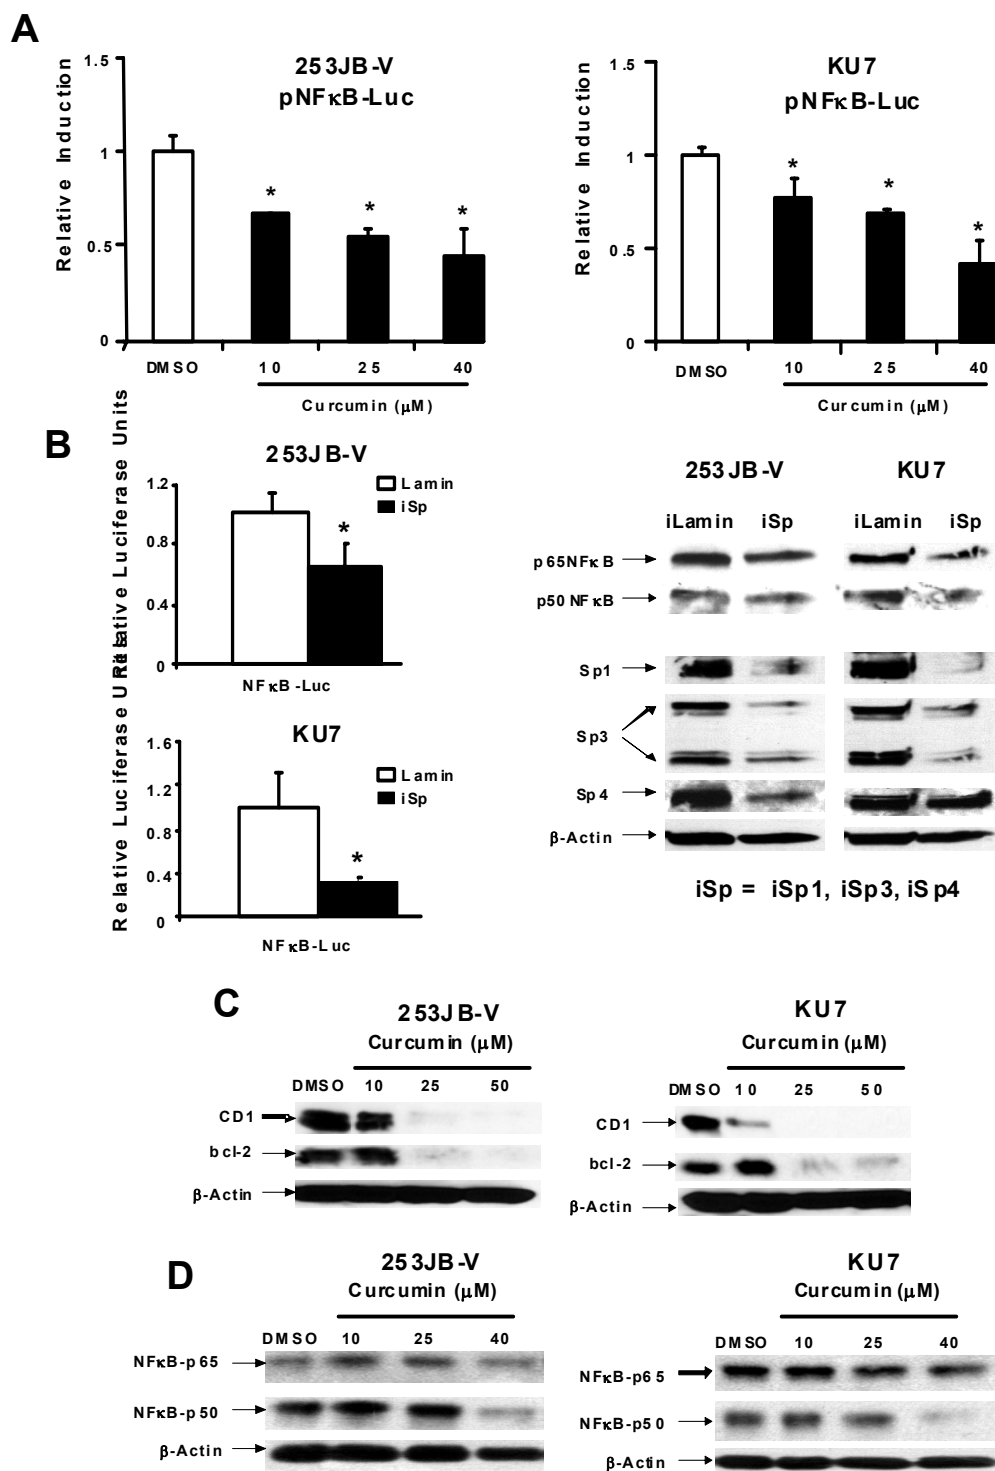 A
253JB-V
pNFκB-Luc
Relative Induction
1.5
1
0.5
0
*
*
*
DMSO
10
25
40
Curcumin (μM)
KU7
pNFκB-Luc
Relative Induction
1.5
1
0.5
0
*
*
*
DMSO
10
25
40
Curcumin (μM)
B
253JB-V
Relative Luciferase Units
1.2
0.8
0.4
0
Lamin
iSp
*
NFκB-Luc
KU7
Relative Luciferase Units
1.6
1.2
0.8
0.4
0
Lamin
iSp
*
NFκB-Luc
253JB-V KU7
iLamin iSp iLamin iSp
p65NFκB
p50NFκB
Sp1
Sp3
Sp4
β-Actin
iSp = iSp1, iSp3, iSp4
C
253JB-V
Curcumin (μM)
DMSO 10 25 50
CD1
bcl-2
β-Actin
KU7
Curcumin (μM)
DMSO 10 25 50
CD1
bcl-2
β-Actin
D
253JB-V
Curcumin (μM)
DMSO 10 25 40
NFκB-p65
NFκB-p50
β-Actin
KU7
Curcumin (μM)
DMSO 10 25 40
NFκB-p65
NFκB-p50
β-Actin